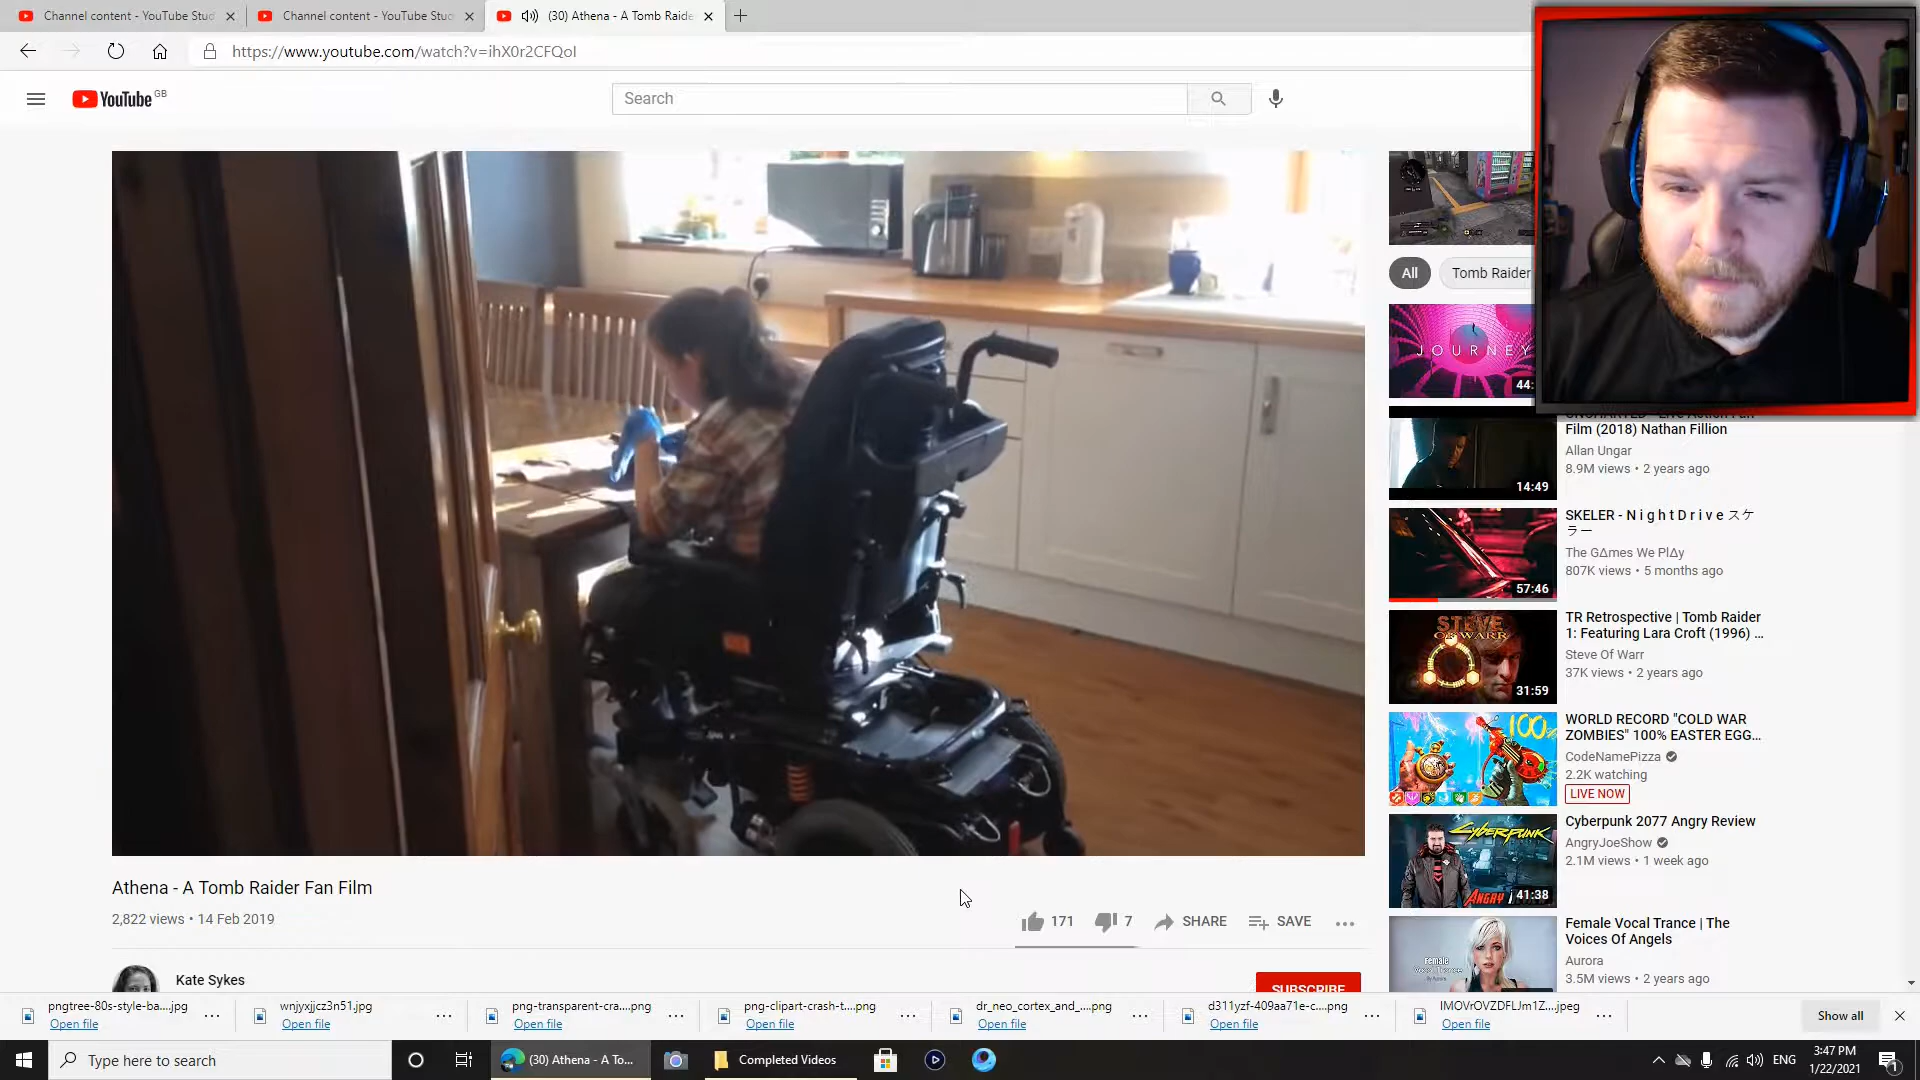 Channel content - YouTube Stud
Channel content - YouTube Stud
(30) Athena - A Tomb Raide
https://www.youtube.com/watch?v=ihX0r2CFQoI
YouTube GB
Search
All
Tomb Raider
JOURNEY
44:
Film (2018) Nathan Fillion
Allan Ungar
8.9M views • 2 years ago
14:49
SKELER - N i g h t D r i v e スケ
ラー
The GΔmes We PlΔy
807K views • 5 months ago
57:46
STEVE
OF WARR
31:59
TR Retrospective | Tomb Raider
1: Featuring Lara Croft (1996) ...
Steve Of Warr
37K views • 2 years ago
100
WORLD RECORD "COLD WAR
ZOMBIES" 100% EASTER EGG...
CodeNamePizza
2.2K watching
LIVE NOW
CYBERPUNK
ANGRY
41:38
Cyberpunk 2077 Angry Review
AngryJoeShow
2.1M views • 1 week ago
Female
Female Vocal Trance | The
Voices Of Angels
Aurora
3.5M views • 2 years ago
Athena - A Tomb Raider Fan Film
2,822 views • 14 Feb 2019
171
7
SHARE
SAVE
Kate Sykes
SUBSCRIBE
pngtree-80s-style-ba....jpg
Open file
wnjyxjjcz3n51.jpg
Open file
png-transparent-cra....png
Open file
png-clipart-crash-t....png
Open file
dr_neo_cortex_and_....png
Open file
d311yzf-409aa71e-c....png
Open file
Open file
Show all
Type here to search
(30) Athena - A To...
Completed Videos
ENG
3:47 PM
1/22/2021
1